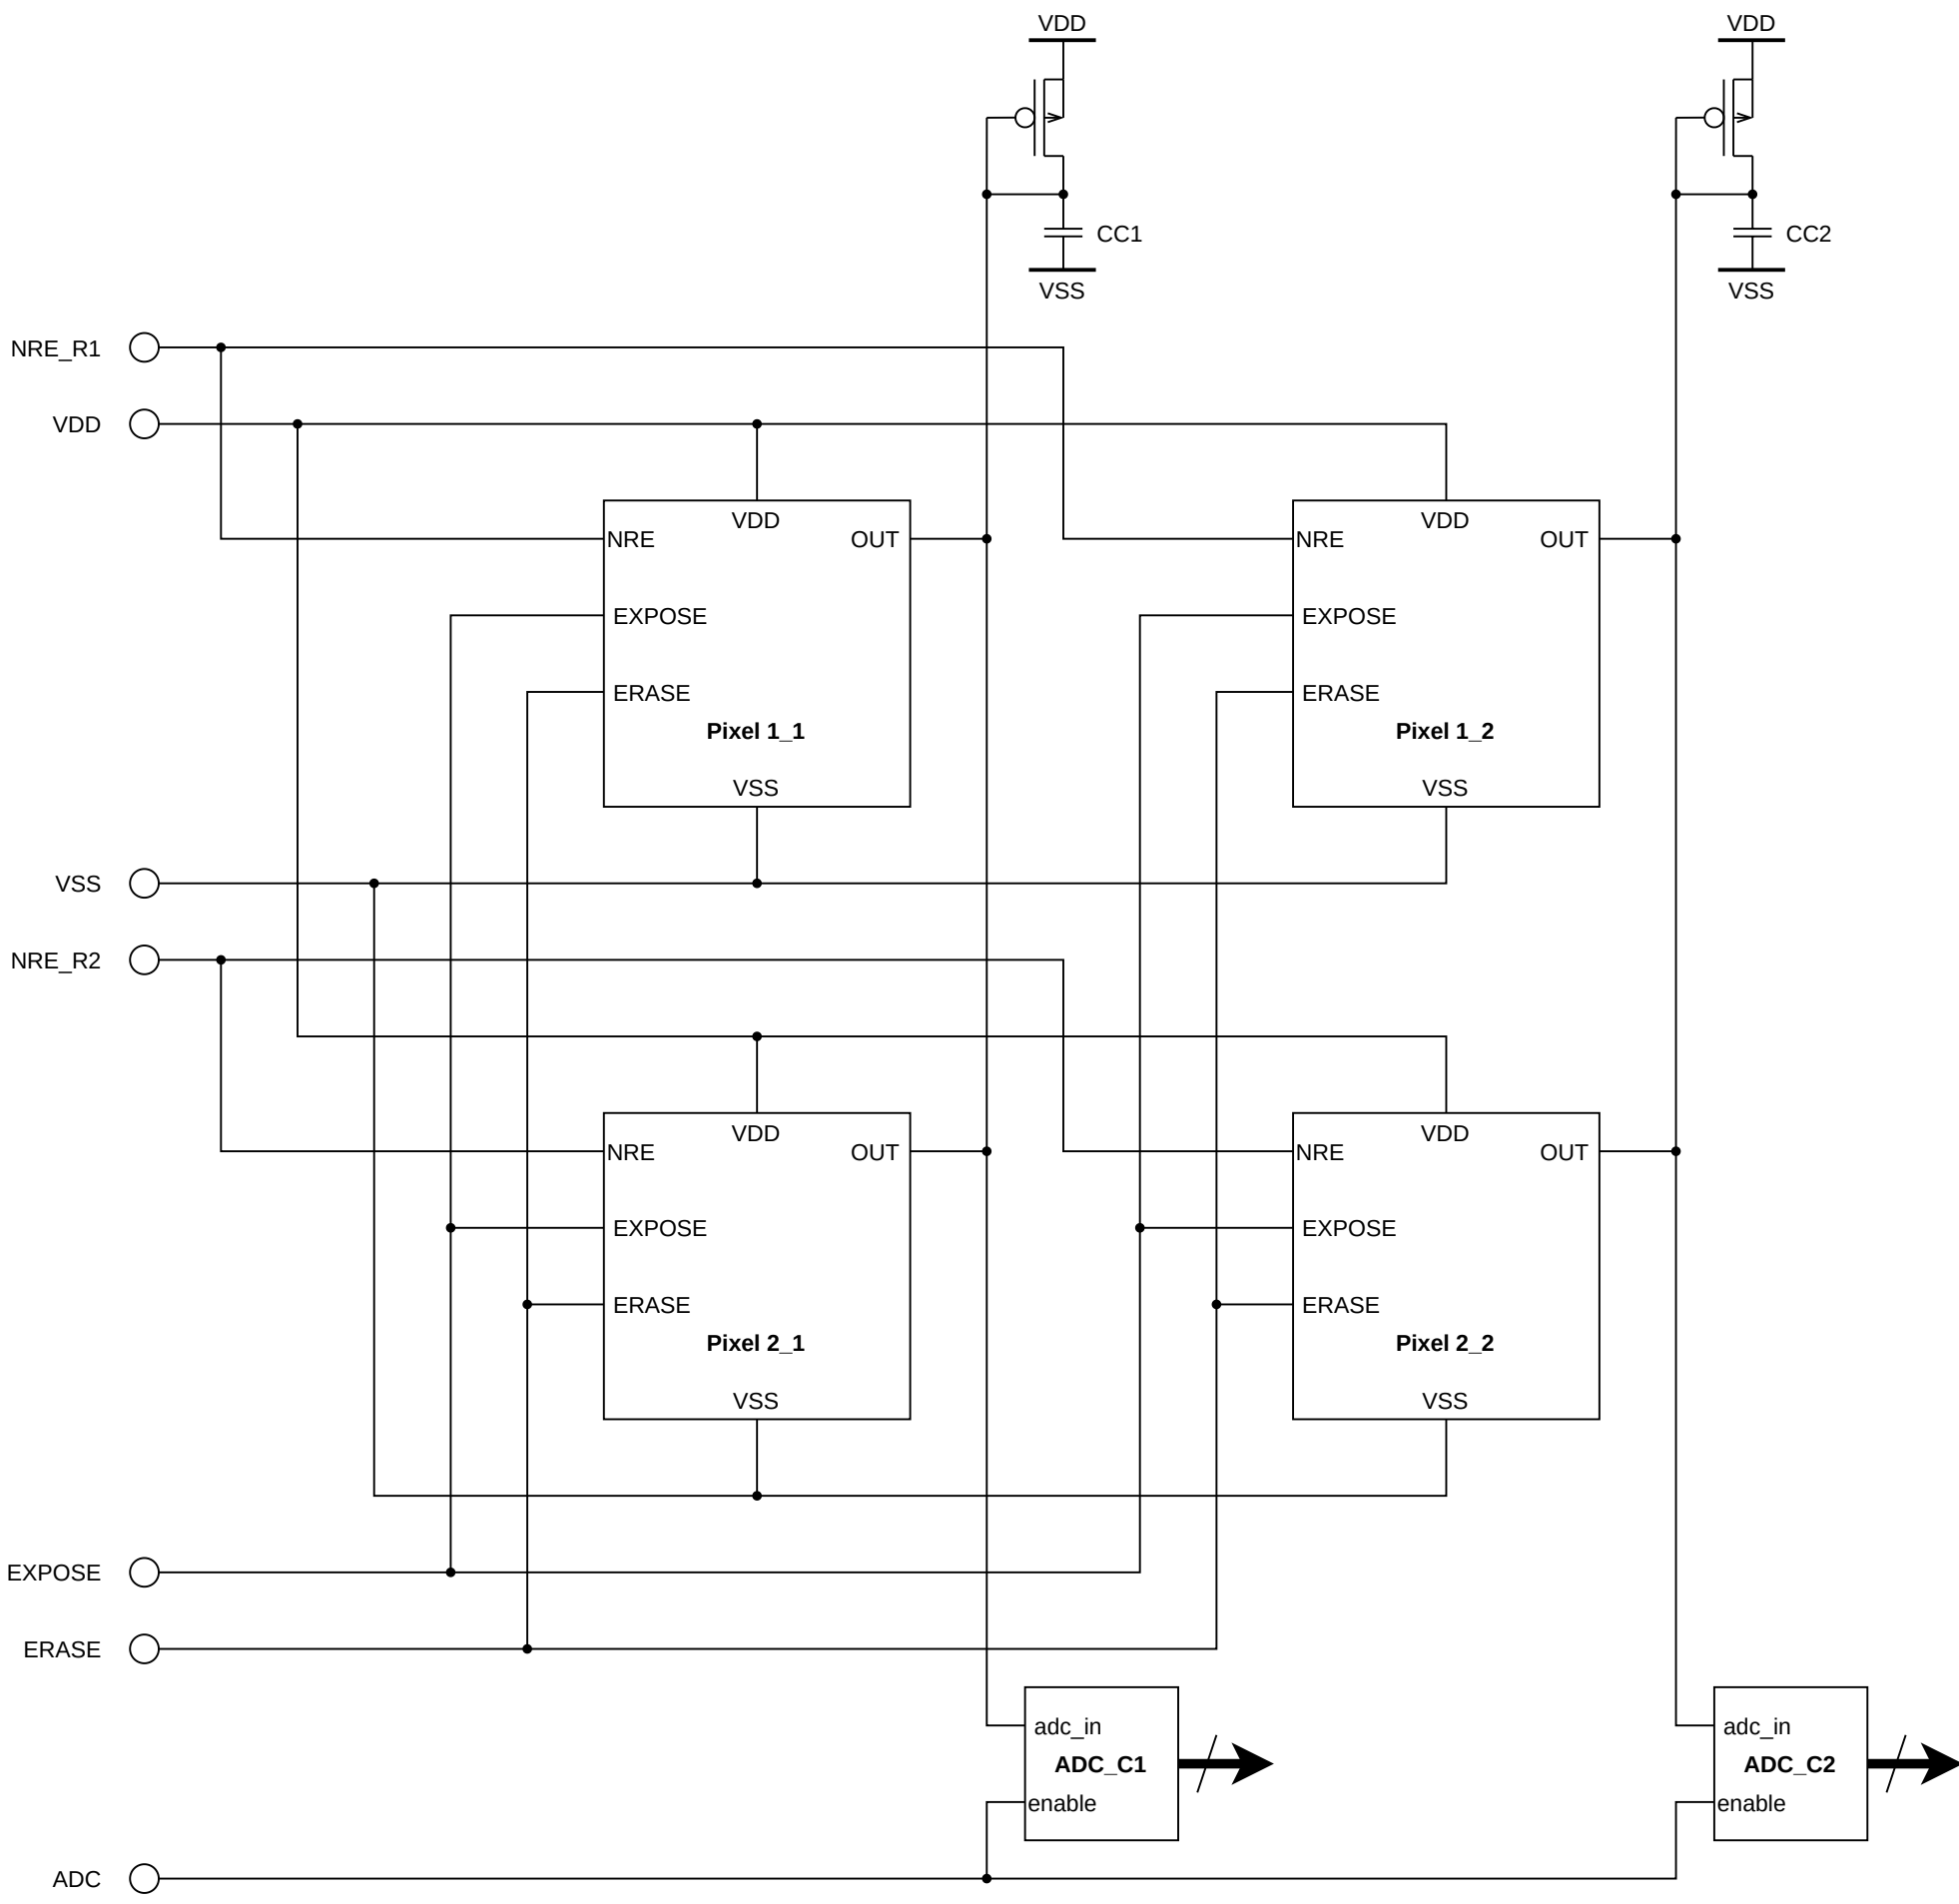 VDD
VDD
CC1
CC2
VSS
VSS
NRE_R1
VDD
VDD
VDD
NRE
OUT
NRE
OUT
EXPOSE
EXPOSE
ERASE
ERASE
Pixel 1_1
Pixel 1_2
VSS
VSS
VSS
NRE_R2
VDD
VDD
NRE
OUT
NRE
OUT
EXPOSE
EXPOSE
ERASE
ERASE
Pixel 2_1
Pixel 2_2
VSS
VSS
EXPOSE
ERASE
adc_in
adc_in
ADC_C1
ADC_C2
enable
enable
ADC